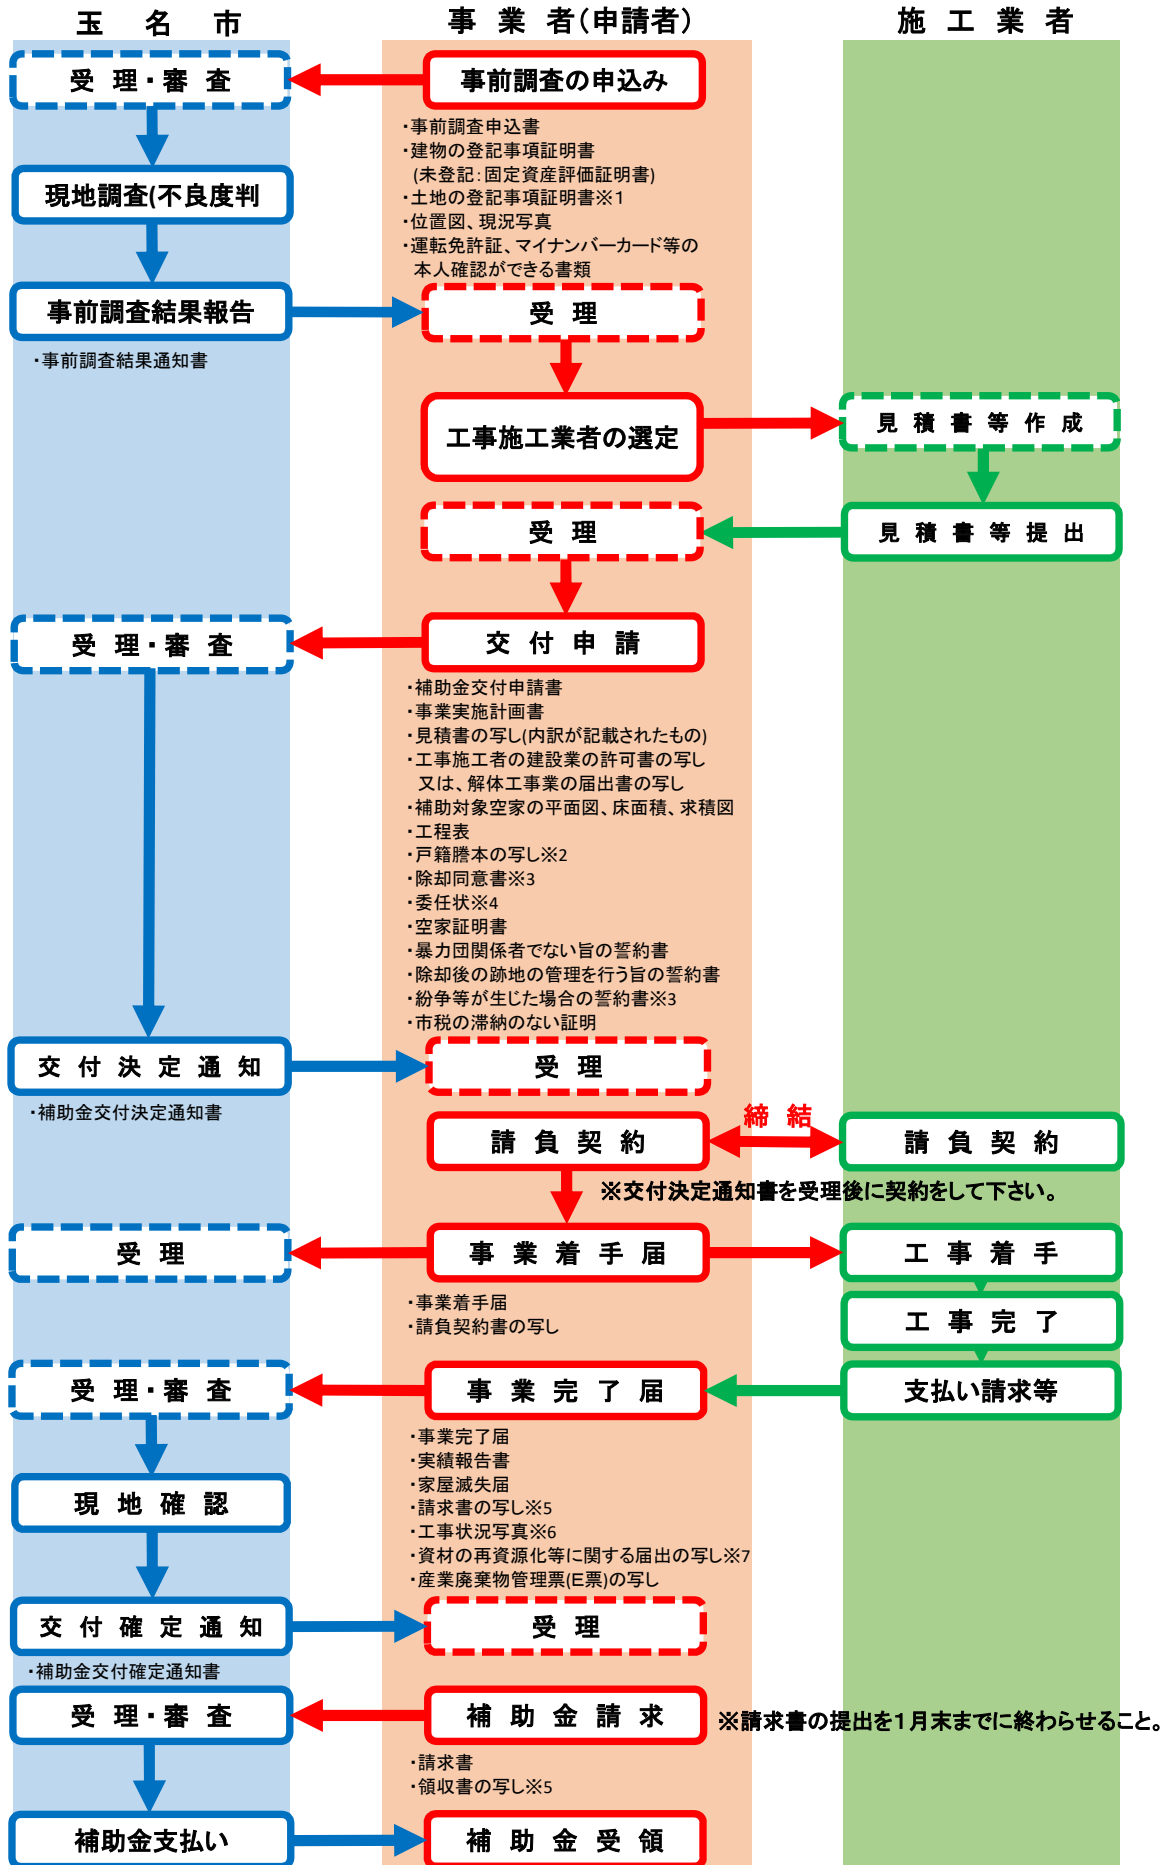 玉名市 事業者(申請者) 施工業者
受理・審査 事前調査の申込み
・事前調査申込書
・建物の登記事項証明書
(未登記:固定資産評価証明書)
・土地の登記事項証明書※1
・位置図、現況写真
・運転免許証、マイナンバーカード等の
本人確認ができる書類
現地調査(不良度判
事前調査結果報告 受理
・事前調査結果通知書
工事施工業者の選定 見積書等作成
受理 見積書等提出
受理・審査 交付申請
・補助金交付申請書
・事業実施計画書
・見積書の写し(内訳が記載されたもの)
・工事施工者の建設業の許可書の写し
又は、解体工事業の届出書の写し
・補助対象空家の平面図、床面積、求積図
・工程表
・戸籍謄本の写し※2
・除却同意書※3
・委任状※4
・空家証明書
・暴力団関係者でない旨の誓約書
・除却後の跡地の管理を行う旨の誓約書
・紛争等が生じた場合の誓約書※3
・市税の滞納のない証明
交付決定通知 受理
・補助金交付決定通知書
請負契約 締結 請負契約
※交付決定通知書を受理後に契約をして下さい。
受理 事業着手届 工事着手
・事業着手届
・請負契約書の写し
工事完了
受理・審査 事業完了届 支払い請求等
・事業完了届
・実績報告書
・家屋滅失届
・請求書の写し※5
・工事状況写真※6
・資材の再資源化等に関する届出の写し※7
・産業廃棄物管理票(E票)の写し
現地確認
交付確定通知 受理
・補助金交付確定通知書
受理・審査 補助金請求 ※請求書の提出を1月末までに終わらせること。
・請求書
・領収書の写し※5
補助金支払い 補助金受領